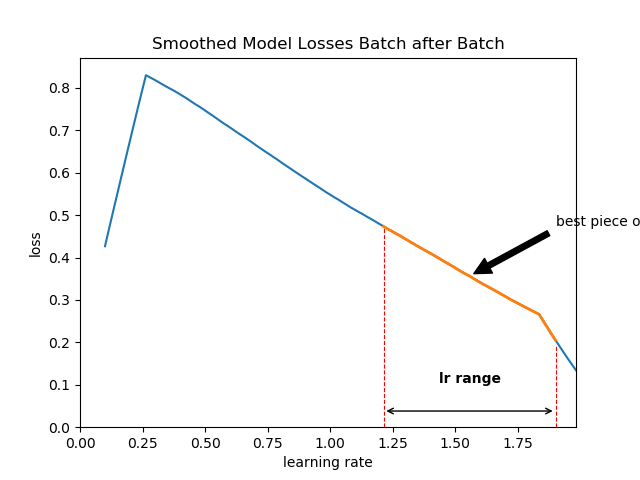 Smoothed Model Losses Batch after Batch
0.8
0.7
0.6
0.5
best piece o
0.4
loss
0.3
0.2
0.1
lr range
0.0
0.00 0.25 0.50 0.75 1.00 1.25 1.50 1.75
learning rate